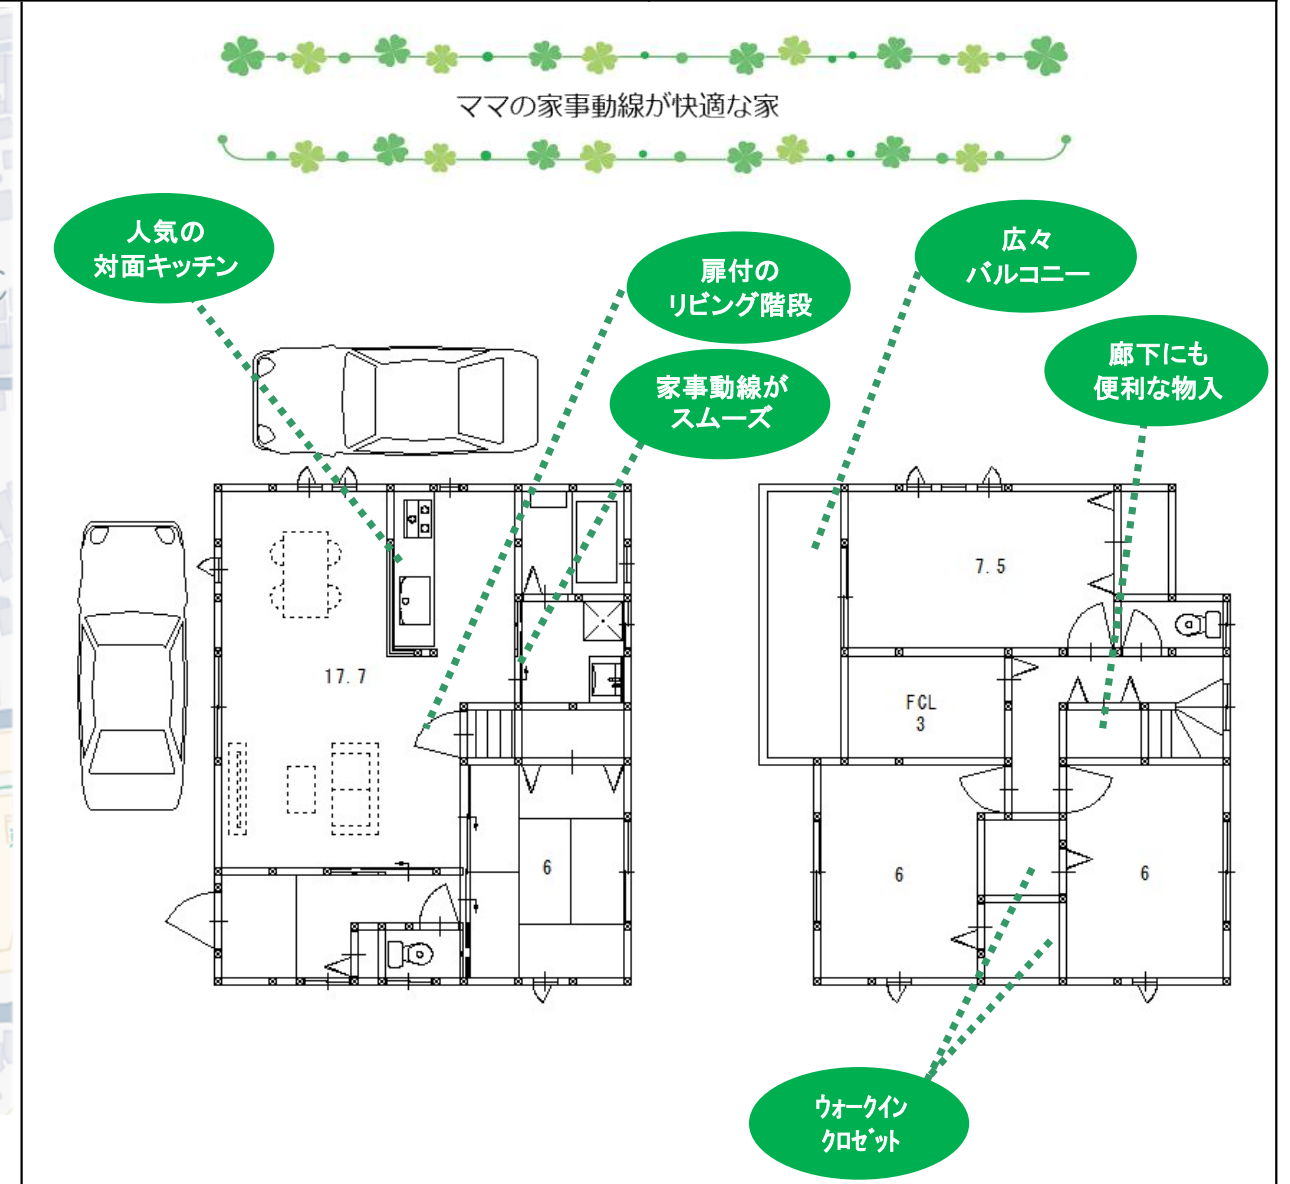 ママの家事動線が快適な家
人気の
対面キッチン
扉付の
リビング階段
広々
バルコニー
家事動線が
スムーズ
廊下にも
便利な物入
7.5
17.7
FCL
3
6
6
6
ウォークイン
クロゼット